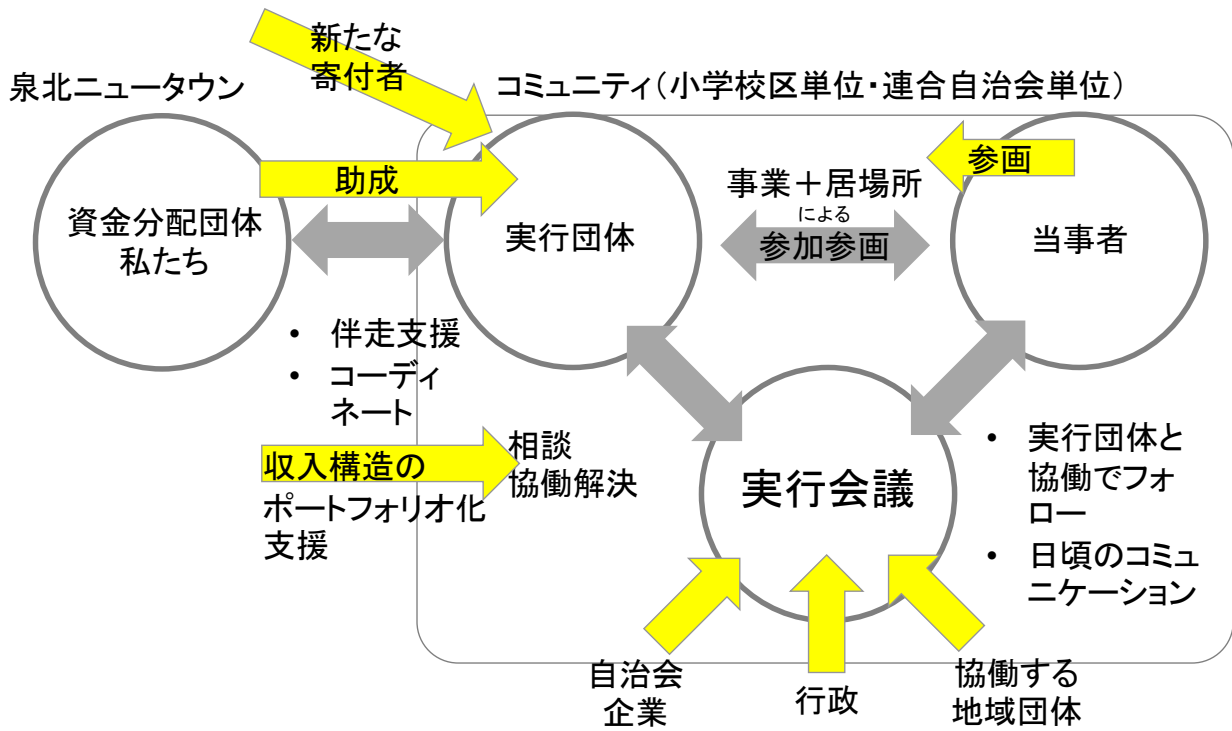 新たな
寄付者
泉北ニュータウン
コミュニティ(小学校区単位・連合自治会単位)
助成
参画
資金分配団体
私たち
実行団体
事業＋居場所
による
参加参画
当事者
• 伴走支援
• コーディ
ネート
収入構造の
ポートフォリオ化
支援
相談
協働解決
実行会議
• 実行団体と
協働でフォ
ロー
• 日頃のコミュ
ニケーション
自治会
企業
行政
協働する
地域団体